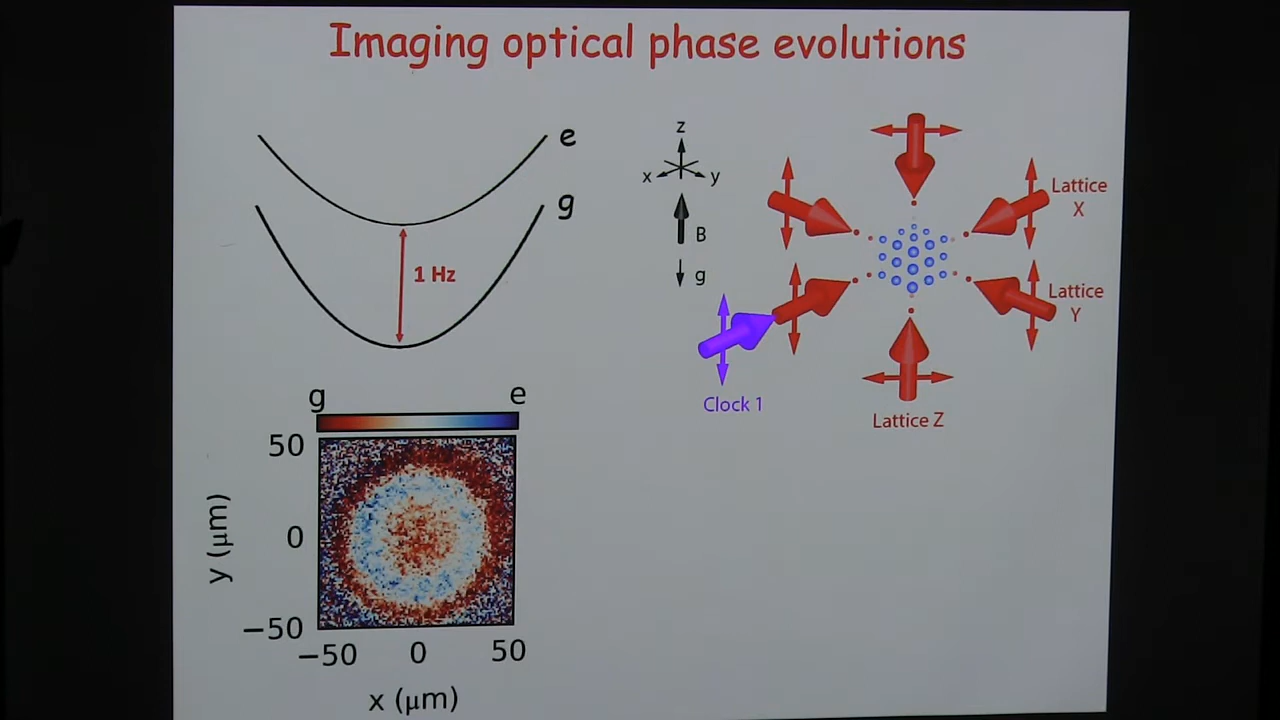 Imaging optical phase evolutions
e
g
1 Hz
z
x
y
B
g
Lattice
X
Lattice
Y
Clock 1
Lattice Z
g
e
50
0
−50
y (μm)
−50
0
50
x (μm)